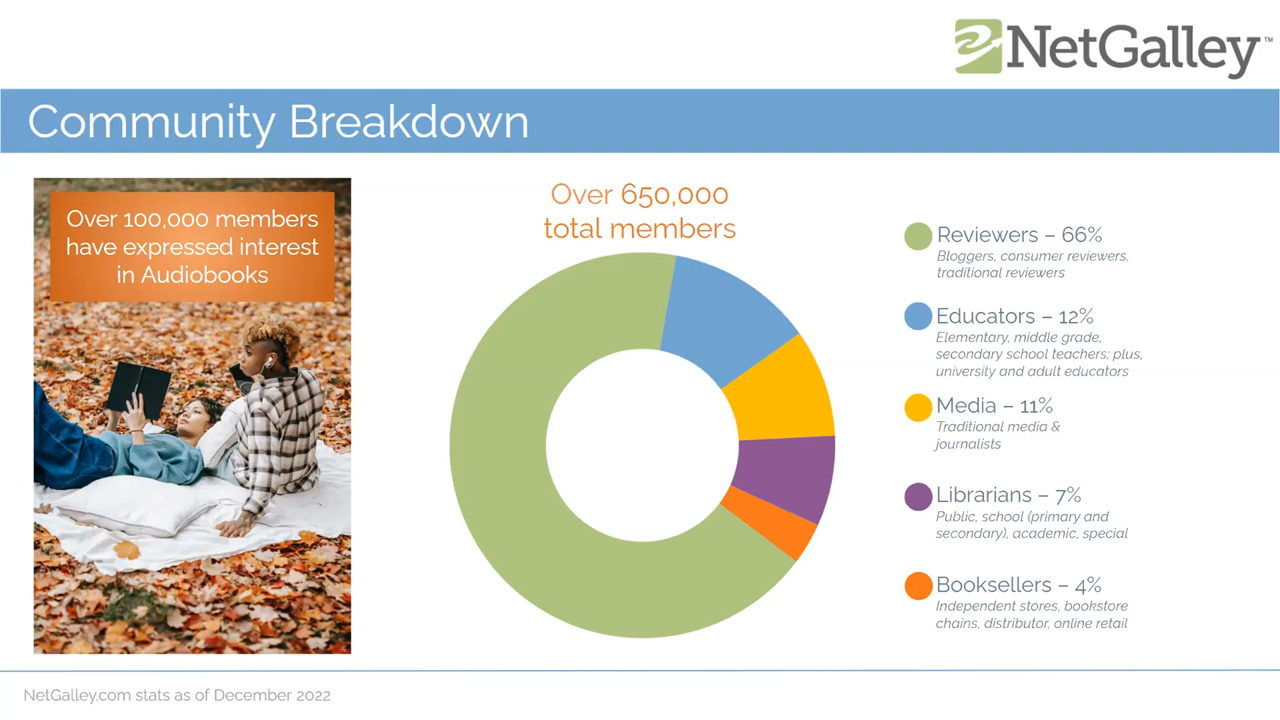 NetGalley™
Community Breakdown
Over 100,000 members
have expressed interest
in Audiobooks
Over 650,000
total members
Reviewers – 66%
Bloggers, consumer reviewers,
traditional reviewers
Educators – 12%
Elementary, middle grade,
secondary school teachers; plus,
university and adult educators
Media – 11%
Traditional media &
journalists
Librarians – 7%
Public, school (primary and
secondary), academic, special
Booksellers – 4%
Independent stores, bookstore
chains, distributor, online retail
NetGalley.com stats as of December 2022